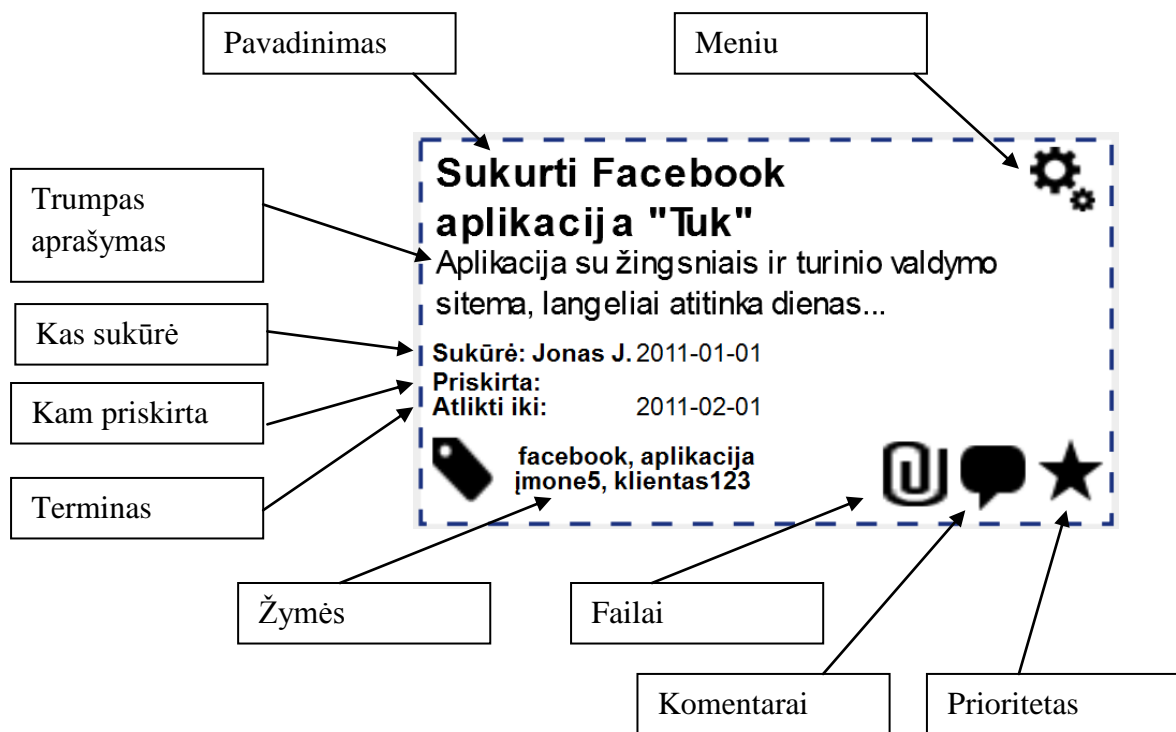 Pavadinimas
Meniu
Sukurti Facebook
aplikacija "Tuk"
Trumpas
aprašymas
Aplikacija su žingsniais ir turinio valdymo
sitema, langeliai atitinka dienas...
Kas sukūrė
Sukūrė: Jonas J. 2011-01-01
Kam priskirta
Priskirta:
Atlikti iki: 2011-02-01
Terminas
facebook, aplikacija
įmone5, klientas123
Žymės
Failai
Komentarai
Prioritetas